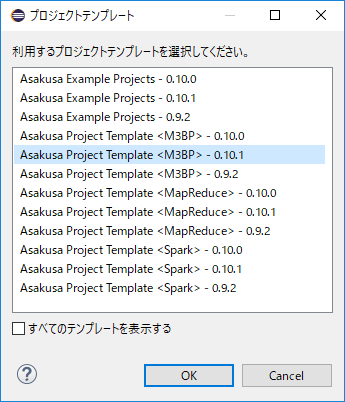 プロジェクトテンプレート
利用するプロジェクトテンプレートを選択してください。
Asakusa Example Projects - 0.10.0
Asakusa Example Projects - 0.10.1
Asakusa Example Projects - 0.9.2
Asakusa Project Template <M3BP> - 0.10.0
Asakusa Project Template <M3BP> - 0.10.1
Asakusa Project Template <M3BP> - 0.9.2
Asakusa Project Template <MapReduce> - 0.10.0
Asakusa Project Template <MapReduce> - 0.10.1
Asakusa Project Template <MapReduce> - 0.9.2
Asakusa Project Template <Spark> - 0.10.0
Asakusa Project Template <Spark> - 0.10.1
Asakusa Project Template <Spark> - 0.9.2
すべてのテンプレートを表示する
?
OK
Cancel